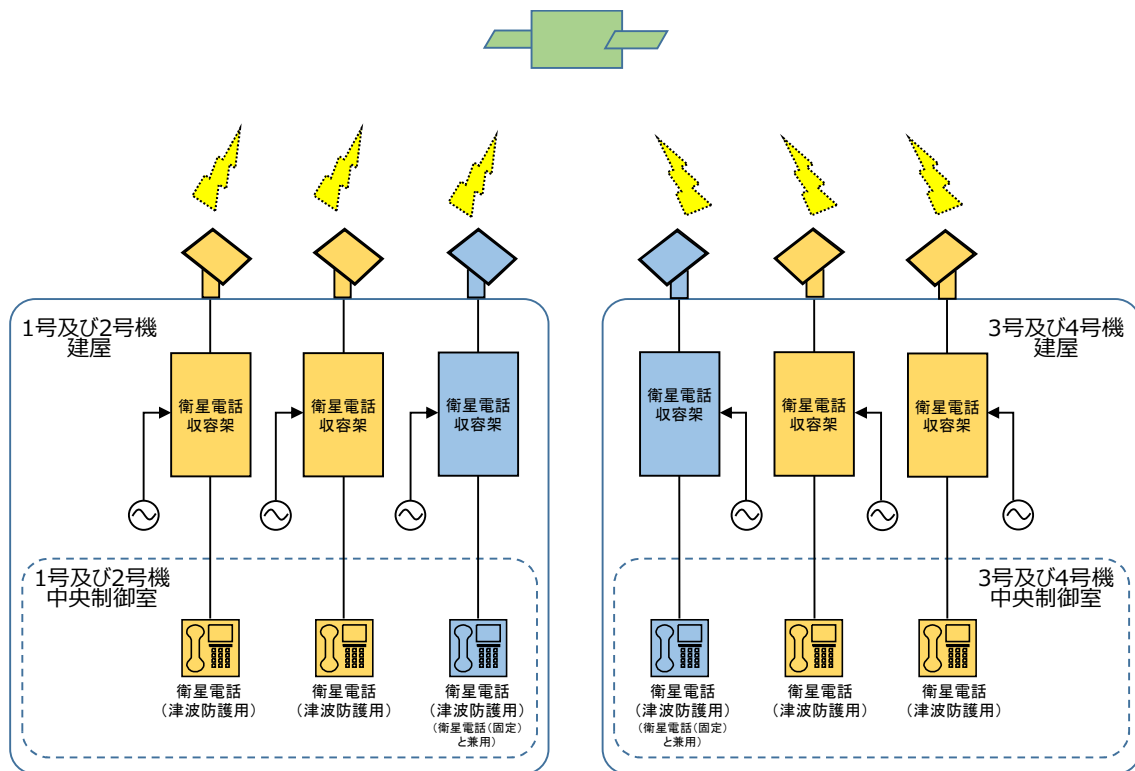 1号及び2号機
建屋
3号及び4号機
建屋
衛星電話
収容架
衛星電話
収容架
衛星電話
収容架
衛星電話
収容架
衛星電話
収容架
衛星電話
収容架
1号及び2号機
中央制御室
3号及び4号機
中央制御室
衛星電話
（津波防護用）
衛星電話
（津波防護用）
衛星電話
（津波防護用）
（衛星電話（固定）
と兼用）
衛星電話
（津波防護用）
（衛星電話（固定）
と兼用）
衛星電話
（津波防護用）
衛星電話
（津波防護用）